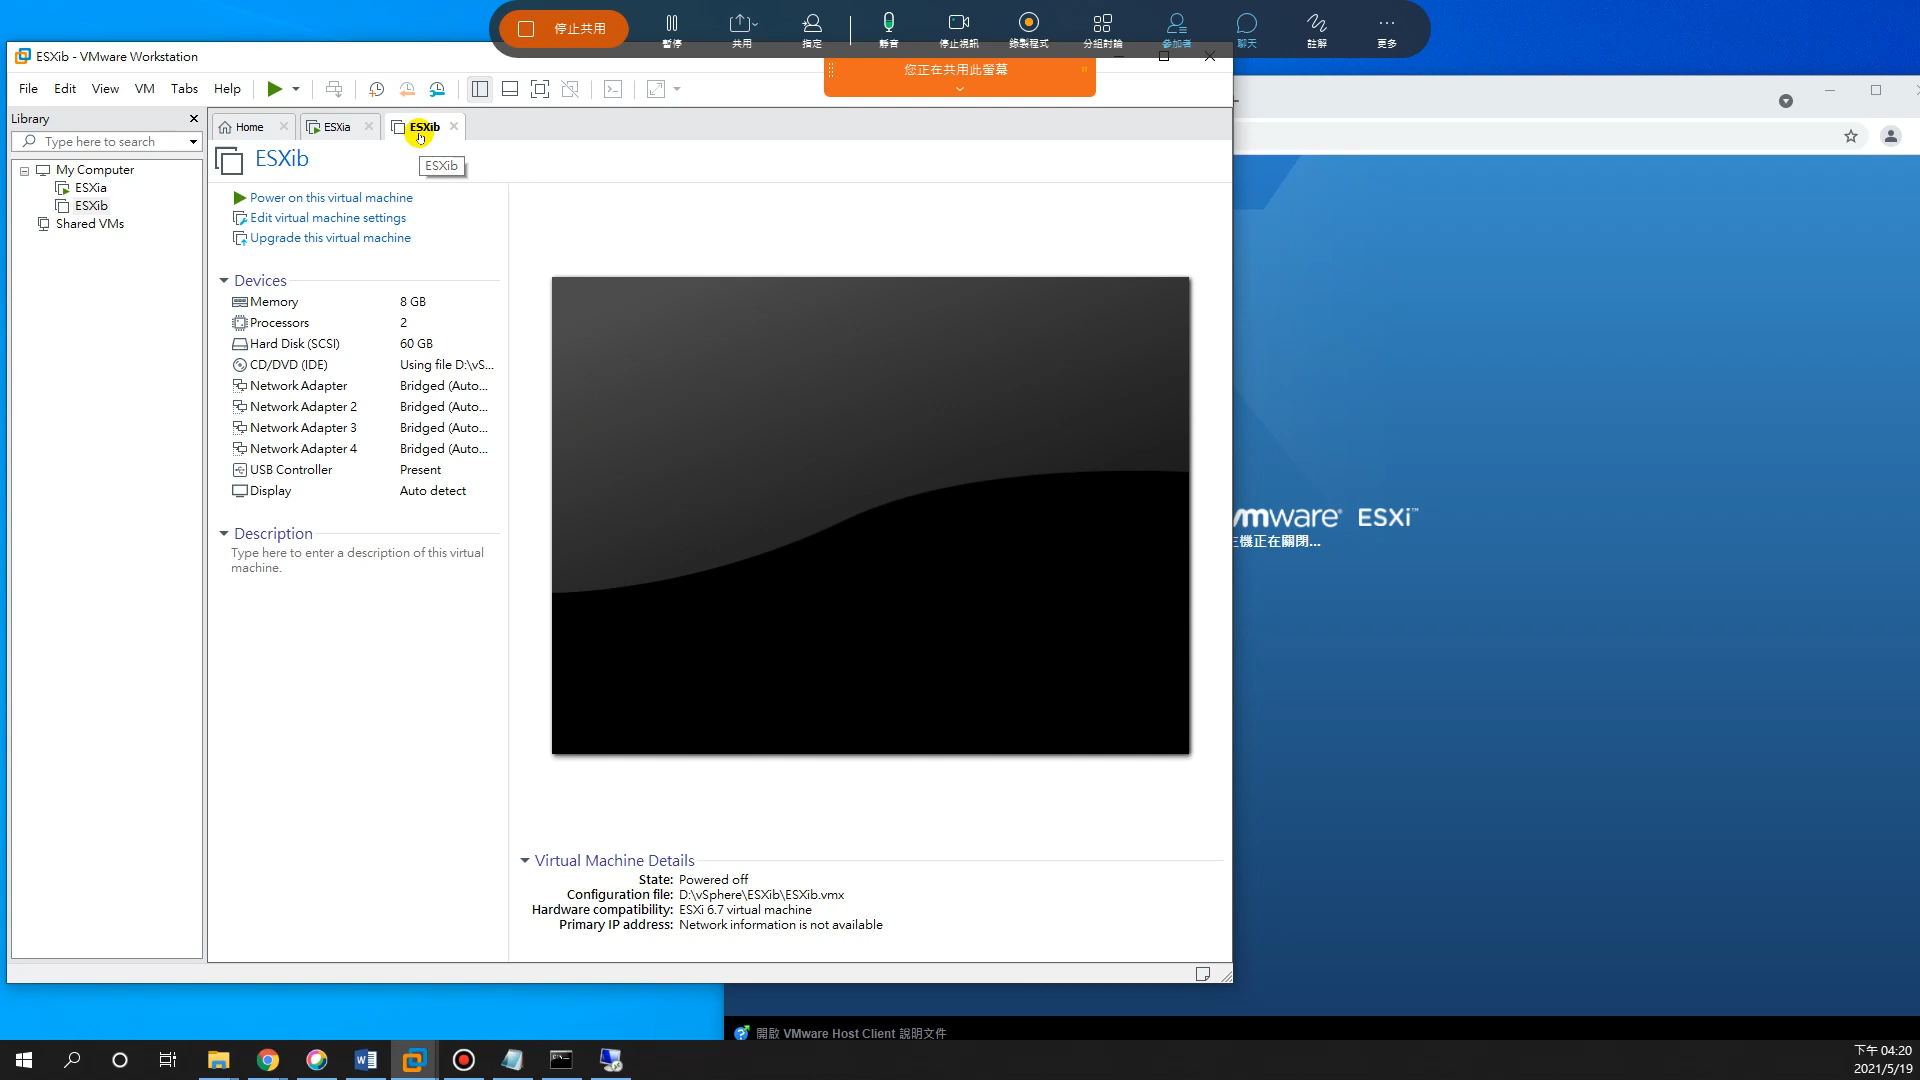 停止共用
暫停
共用
指定
靜音
停止視訊
錄製程式
分組討論
參加者
聊天
註解
更多
您正在共用此螢幕
ESXib - VMware Workstation
File Edit View VM Tabs Help
Library
Type here to search
My Computer
ESXia
ESXib
Shared VMs
Home
ESXia
ESXib
ESXib
ESXib
Power on this virtual machine
Edit virtual machine settings
Upgrade this virtual machine
Devices
Memory 8 GB
Processors 2
Hard Disk (SCSI) 60 GB
CD/DVD (IDE) Using file D:\vS...
Network Adapter Bridged (Auto...
Network Adapter 2 Bridged (Auto...
Network Adapter 3 Bridged (Auto...
Network Adapter 4 Bridged (Auto...
USB Controller Present
Display Auto detect
Description
Type here to enter a description of this virtual
machine.
Virtual Machine Details
State: Powered off
Configuration file: D:\vSphere\ESXib\ESXib.vmx
Hardware compatibility: ESXi 6.7 virtual machine
Primary IP address: Network information is not available
vmware® ESXi™
主機正在關閉...
開啟 VMware Host Client 說明文件
下午 04:20
2021/5/19